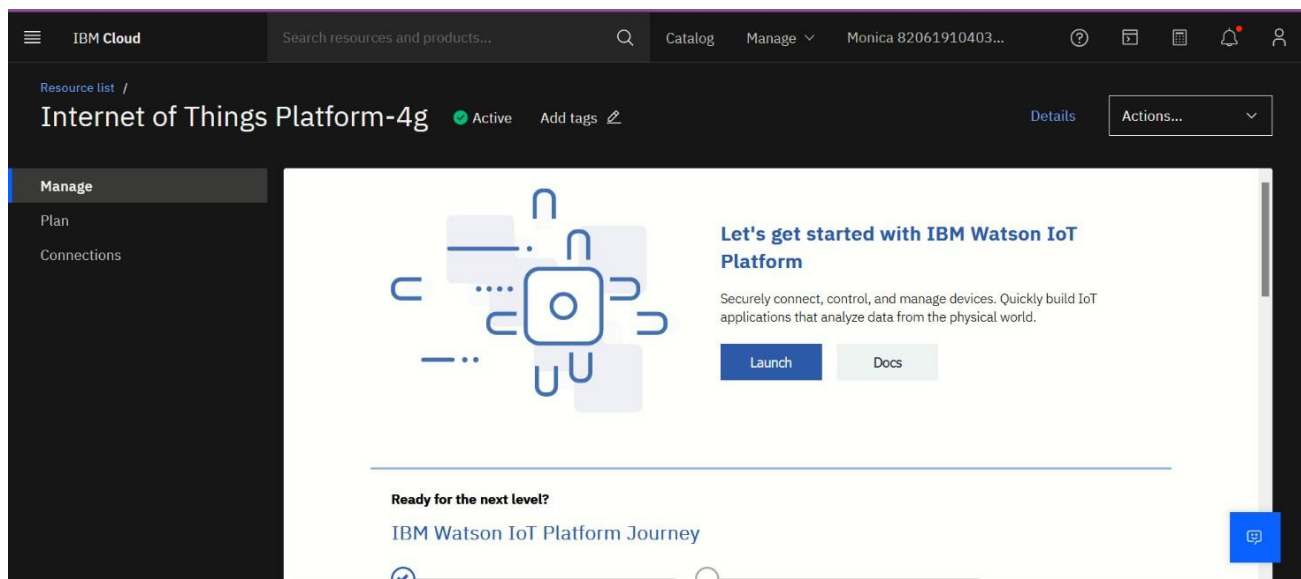 IBM Cloud
Search resources and products...
Catalog
Manage
Monica 82061910403...
Resource list /
Internet of Things Platform-4g
Active
Add tags
Details
Actions...
Manage
Plan
Connections
Let's get started with IBM Watson IoT
Platform
Securely connect, control, and manage devices. Quickly build IoT
applications that analyze data from the physical world.
Launch
Docs
Ready for the next level?
IBM Watson IoT Platform Journey